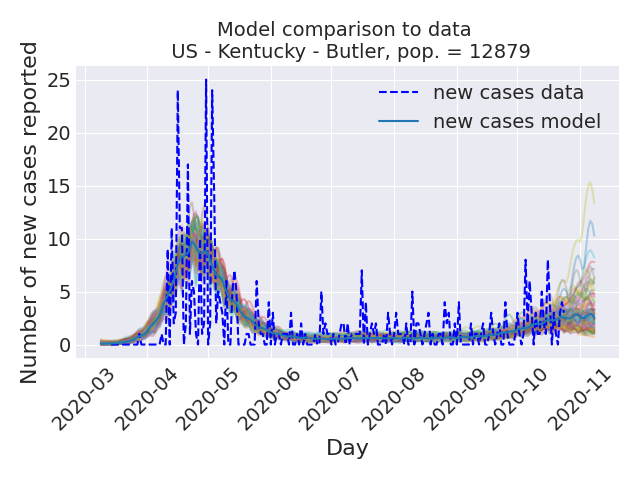 Model comparison to data
US - Kentucky - Butler, pop. = 12879
Number of new cases reported
25
20
15
10
5
0
new cases data
new cases model
2020-03
2020-04
2020-05
2020-06
2020-07
2020-08
2020-09
2020-10
2020-11
Day